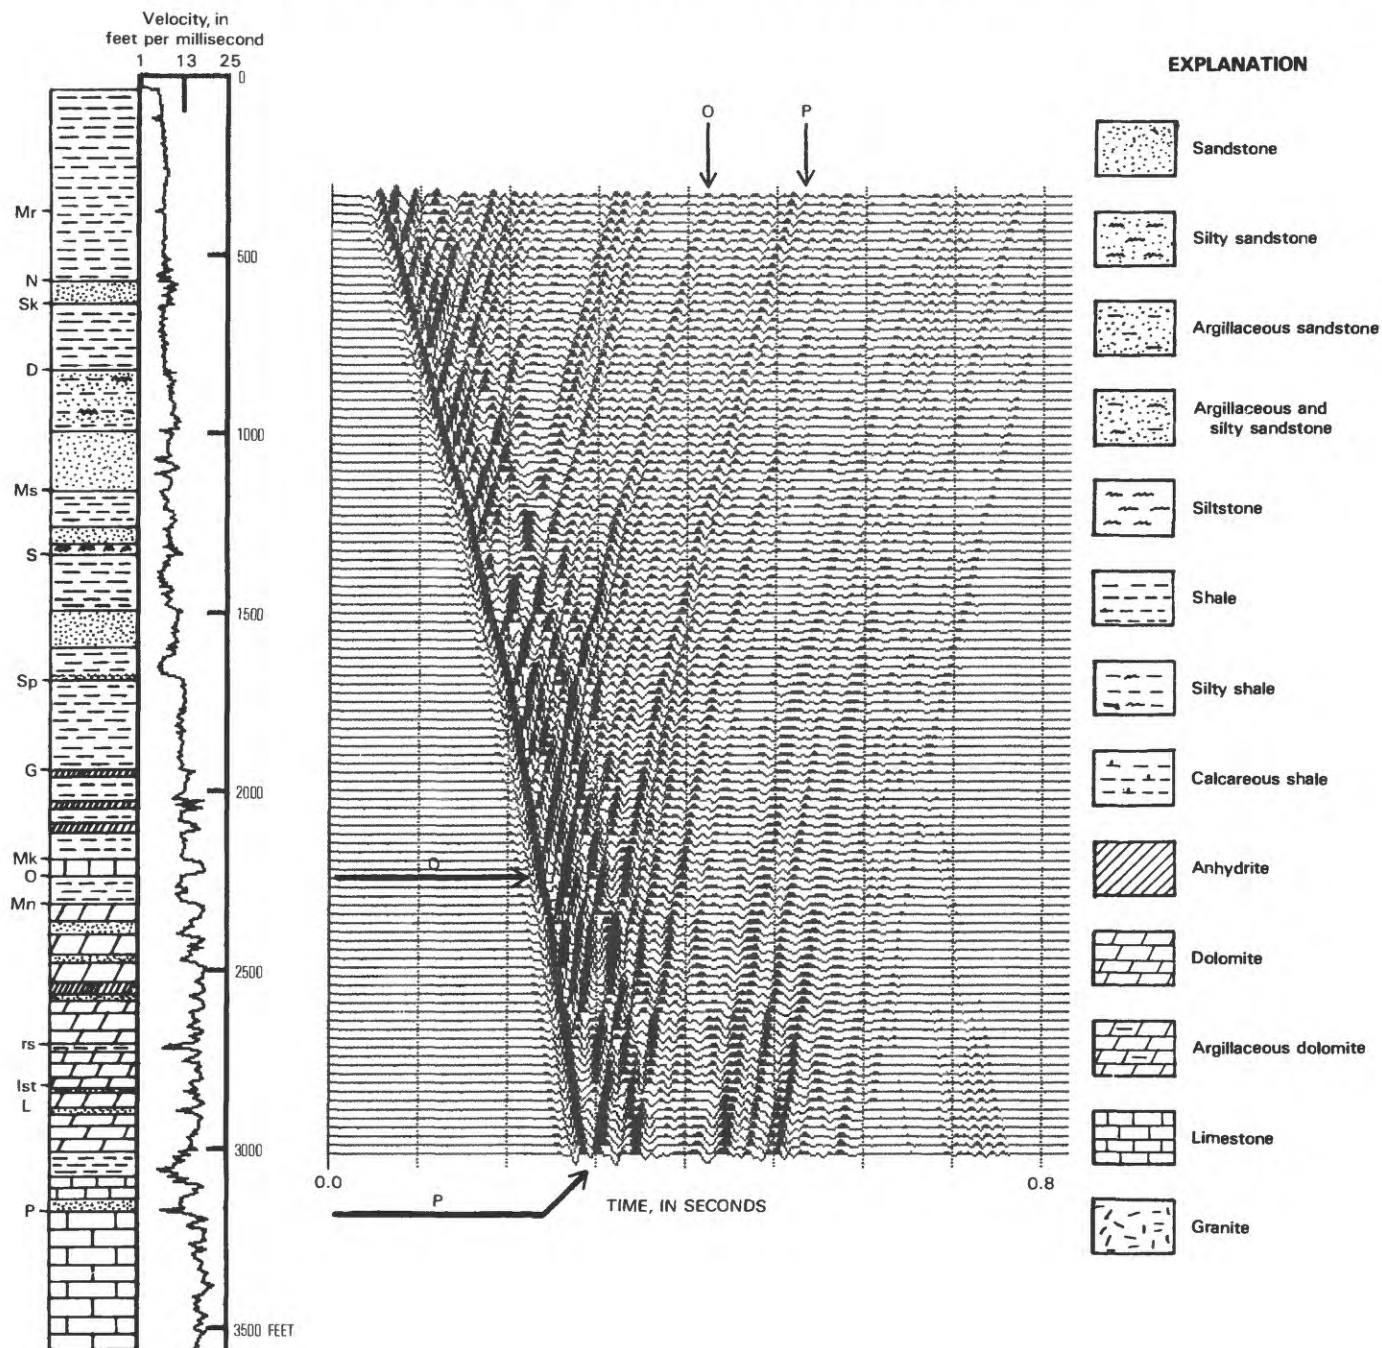 Velocity, in
feet per millisecond
1 13 25
0
500
1000
1500
2000
2500
3000
3500 FEET
Mr
N
Sk
D
Ms
S
Sp
G
Mk
O
Mn
rs
lst
L
P
O
P
O
P
0.0
0.8
TIME, IN SECONDS
EXPLANATION
Sandstone
Silty sandstone
Argillaceous sandstone
Argillaceous and
silty sandstone
Siltstone
Shale
Silty shale
Calcareous shale
Anhydrite
Dolomite
Argillaceous dolomite
Limestone
Granite